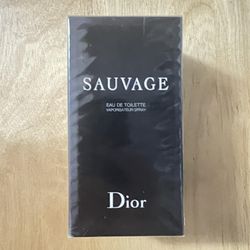 SAUVAGE
EAU DE TOILETTE
VAPORISATEUR-SPRAY
Dior